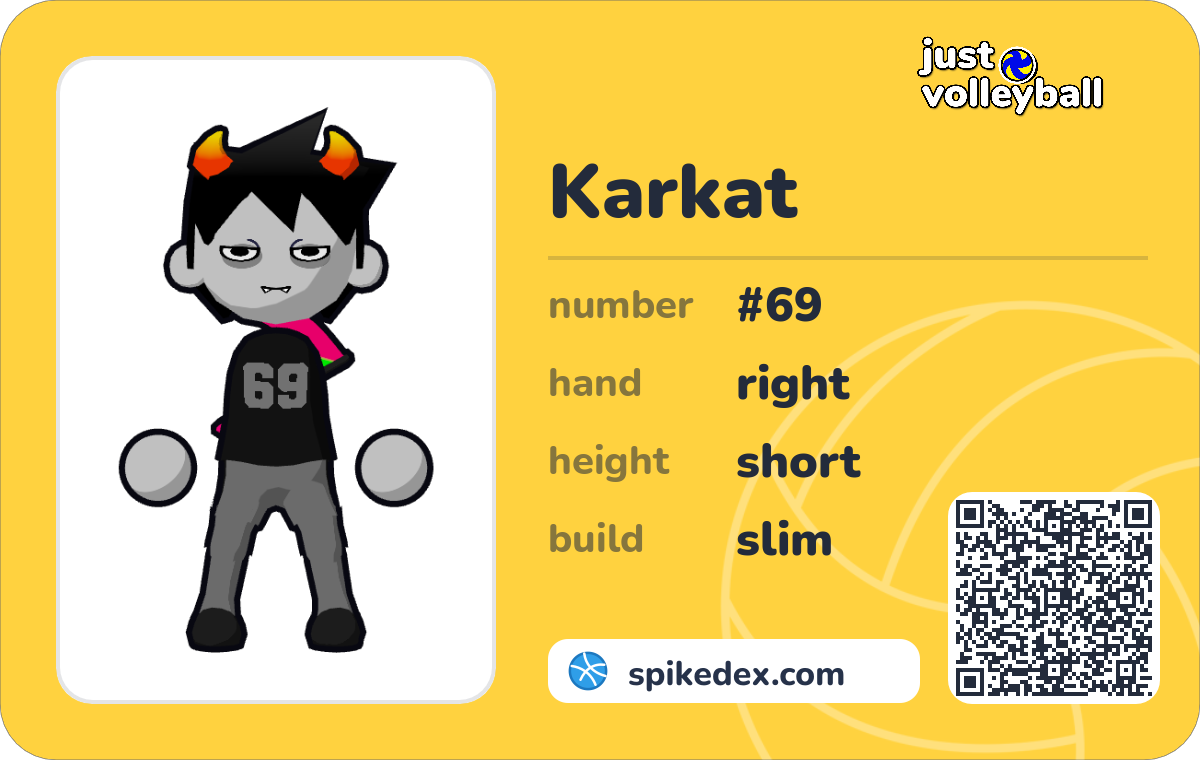 just
volleyball
Karkat
number #69
hand right
height short
build slim
69
spikedex.com